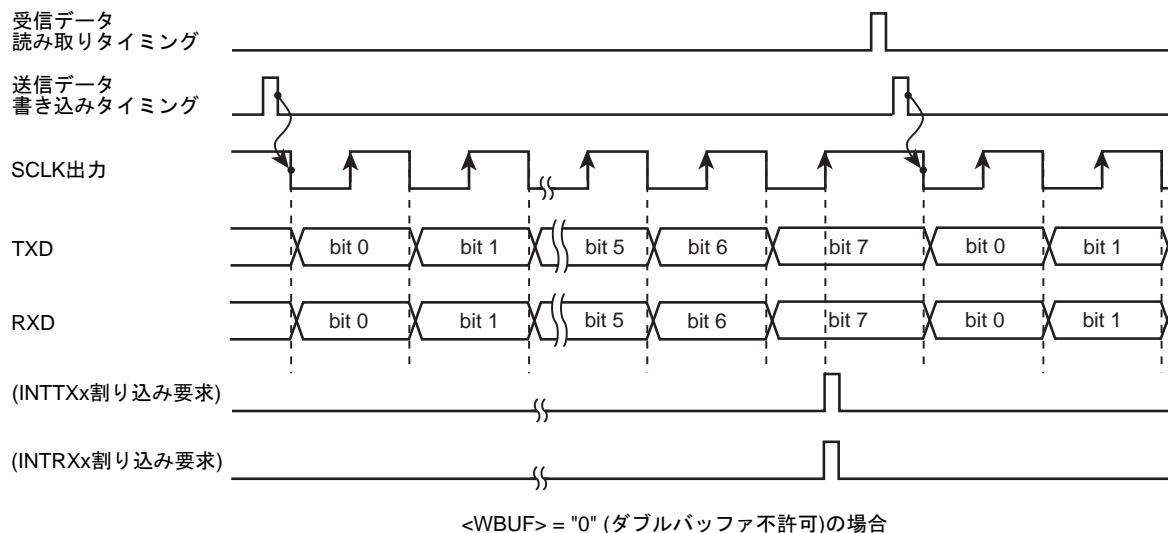 受信データ
読み取りタイミング
送信データ
書き込みタイミング
SCLK出力
TXD
bit 0 bit 1 bit 5 bit 6 bit 7 bit 0 bit 1
RXD
bit 0 bit 1 bit 5 bit 6 bit 7 bit 0 bit 1
(INTTXx割り込み要求)
(INTRXx割り込み要求)
<WBUF> = "0" (ダブルバッファ不許可)の場合